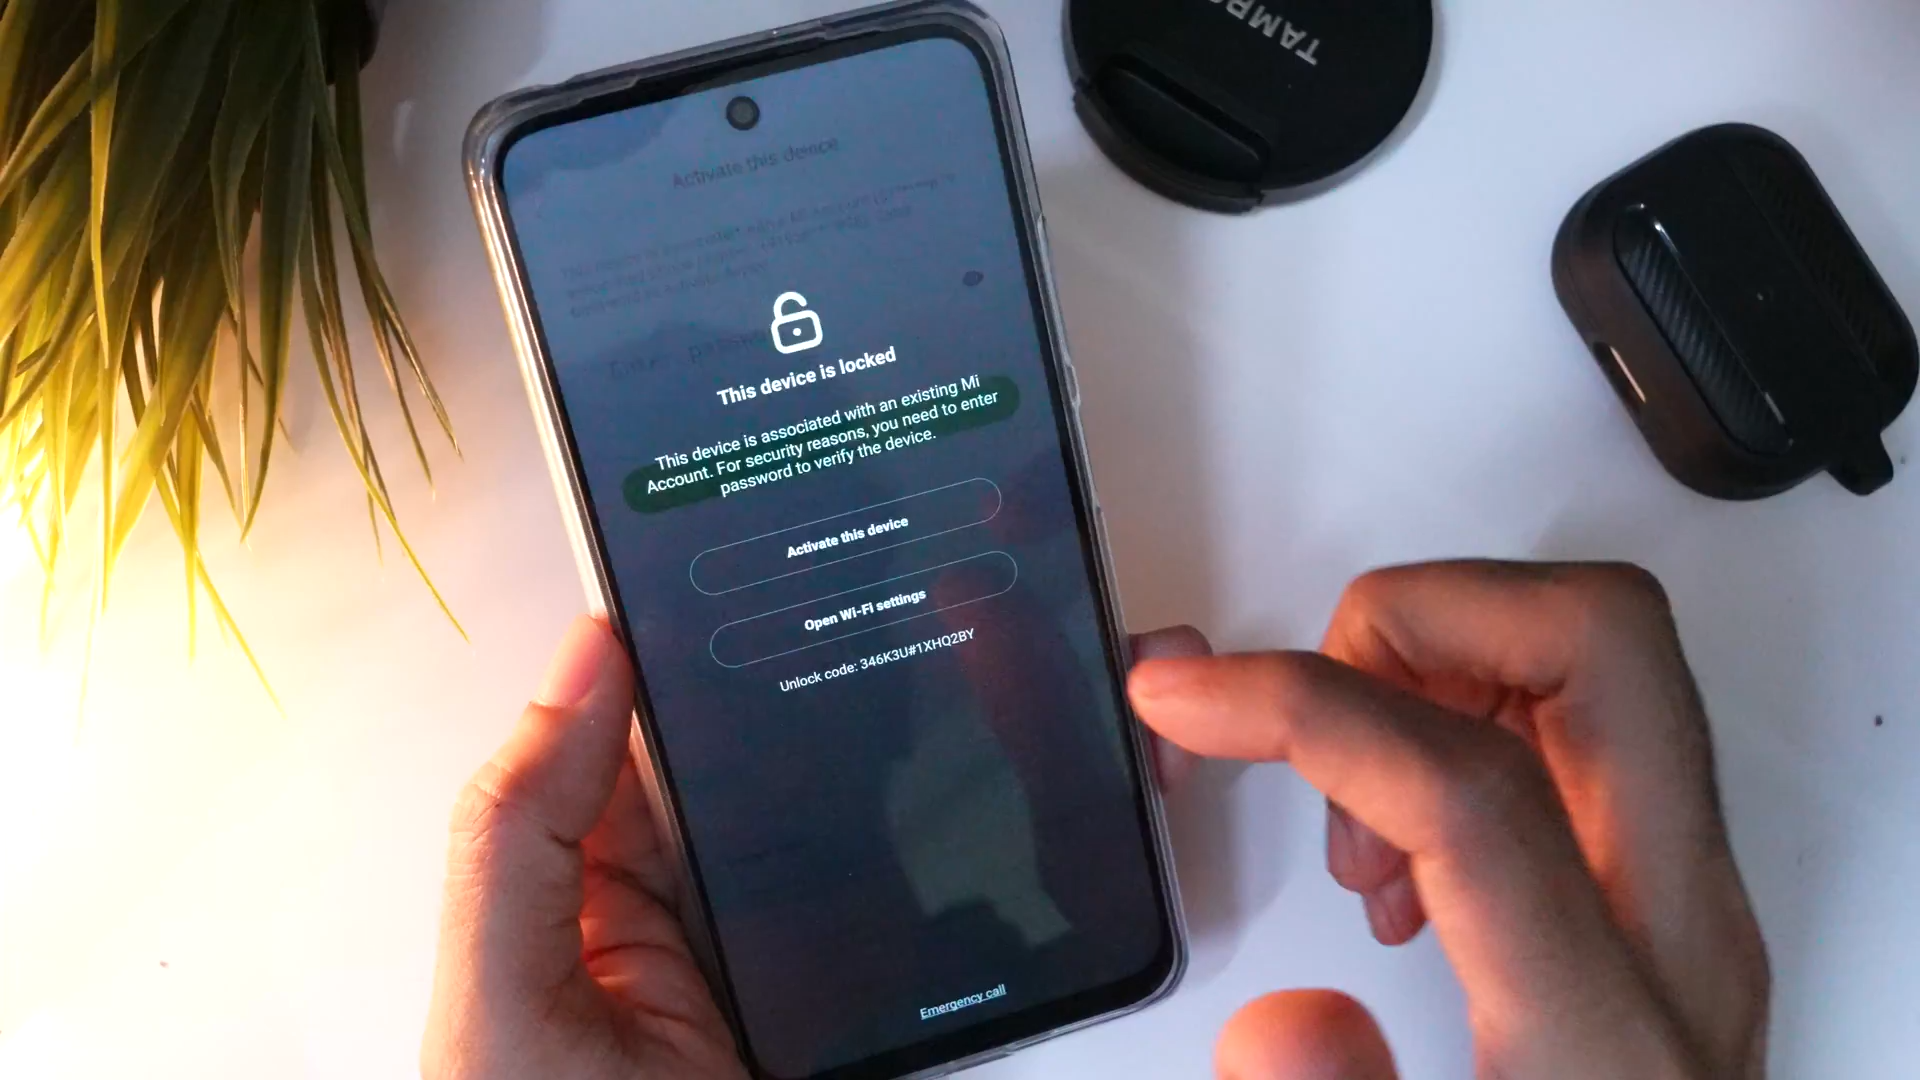 TAMRO
Activate this device
This device is locked
This device is associated with an existing Mi
Account. For security reasons, you need to enter
password to verify the device.
Activate this device
Open Wi-Fi settings
Unlock code: 346K3U#1XHQ2BY
Emergency call